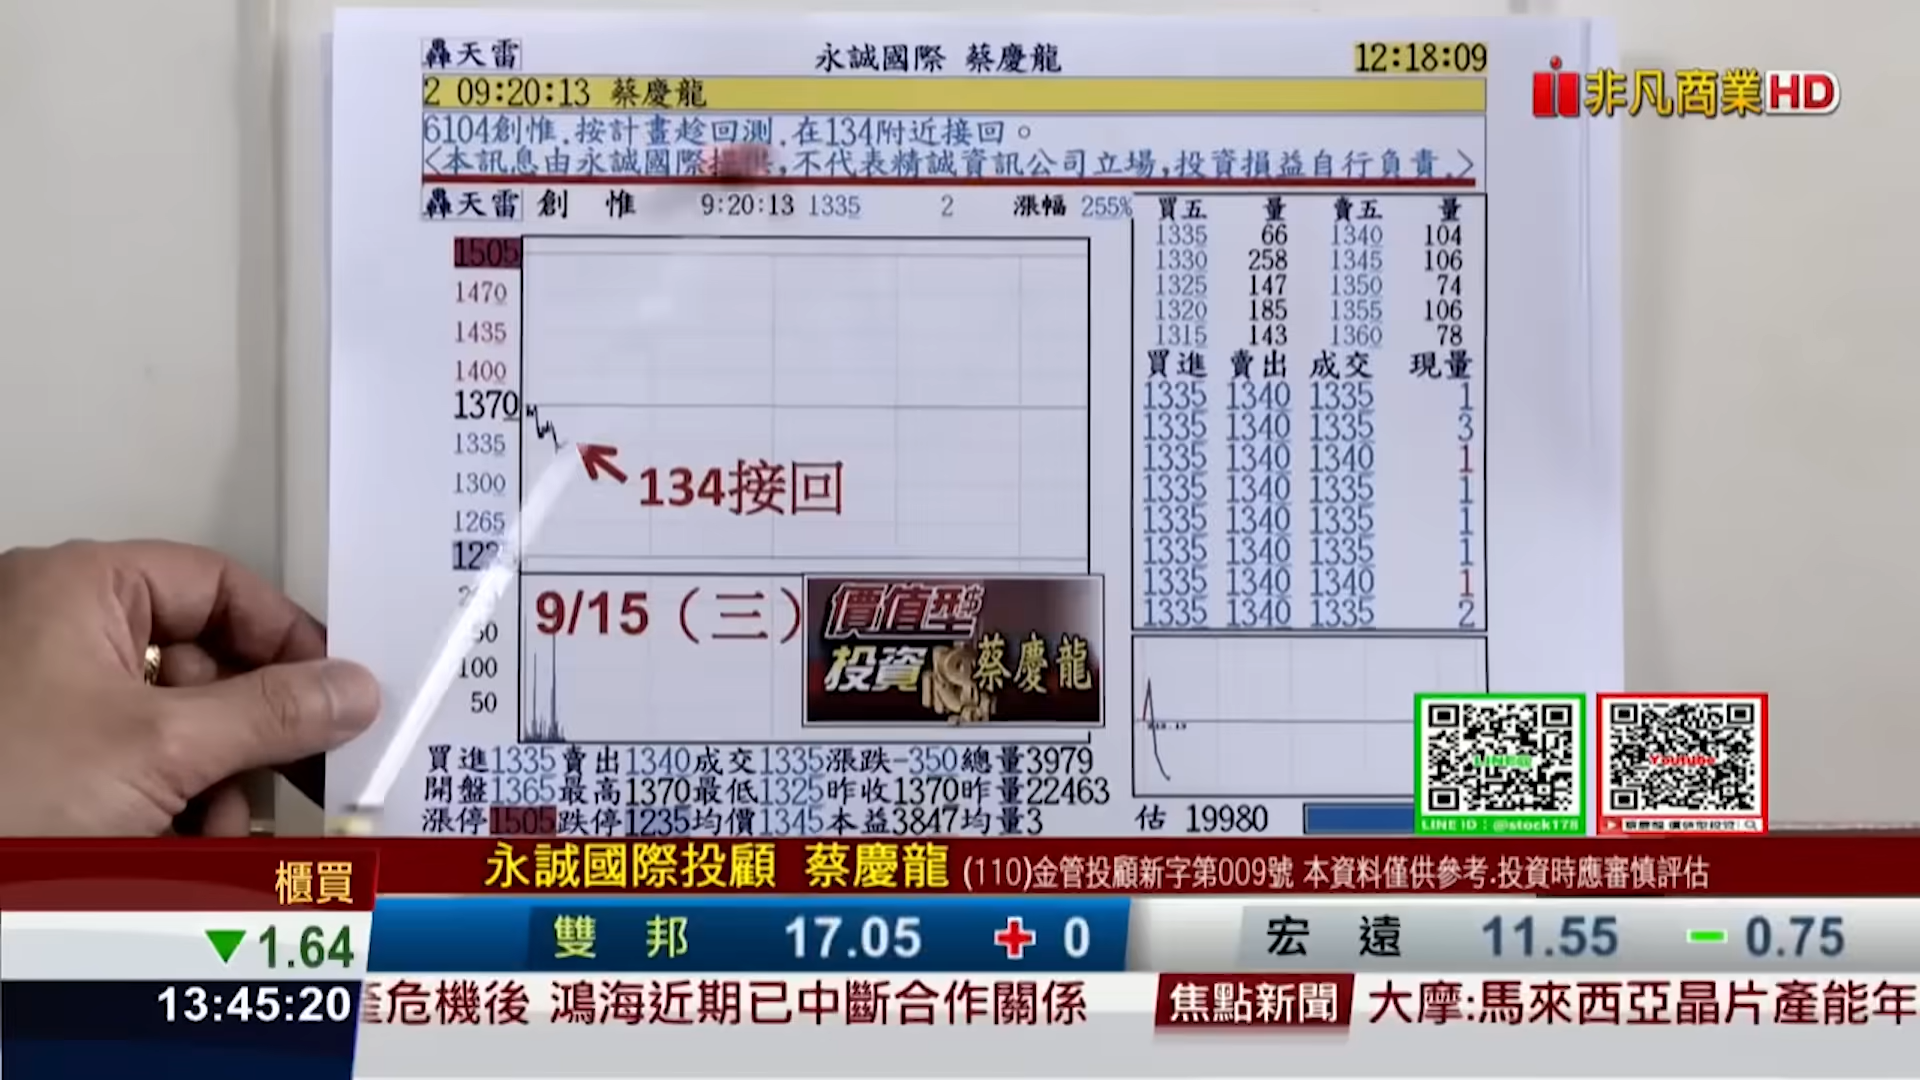 轟天雷 永誠國際 蔡慶龍 12:18:09
非凡商業HD
2 09:20:13 蔡慶龍
6104創惟.按計畫趁回測.在134附近接回。
<本訊息由永誠國際提供,不代表精誠資訊公司立場,投資損益自行負責.>
轟天雷 創 惟 9:20:13 1335 2 漲幅 255%
買五 量 賣五 量
1335 66 1340 104
1330 258 1345 106
1325 147 1350 74
1320 185 1355 106
1315 143 1360 78
買進 賣出 成交 現量
1335 1340 1335 1
1335 1340 1335 3
1335 1340 1340 1
1335 1340 1335 1
1335 1340 1335 1
1335 1340 1335 1
1335 1340 1340 1
1335 1340 1335 2
1505
1470
1435
1400
1370
1335
1300
1265
100
50
134接回
9/15（三）
價值型
投資 蔡慶龍
買進1335賣出1340成交1335漲跌-350總量3979
開盤1365最高1370最低1325昨收1370昨量22463
漲停1505跌停1235均價1345本益3847均量3
估 19980
LINE ID：@stock178
Youtube
櫃買
永誠國際投顧 蔡慶龍 (110)金管投顧新字第009號 本資料僅供參考.投資時應審慎評估
▼1.64
雙 邦 17.05 + 0
宏 遠 11.55 − 0.75
13:45:20
危機後 鴻海近期已中斷合作關係
焦點新聞 大摩:馬來西亞晶片產能年